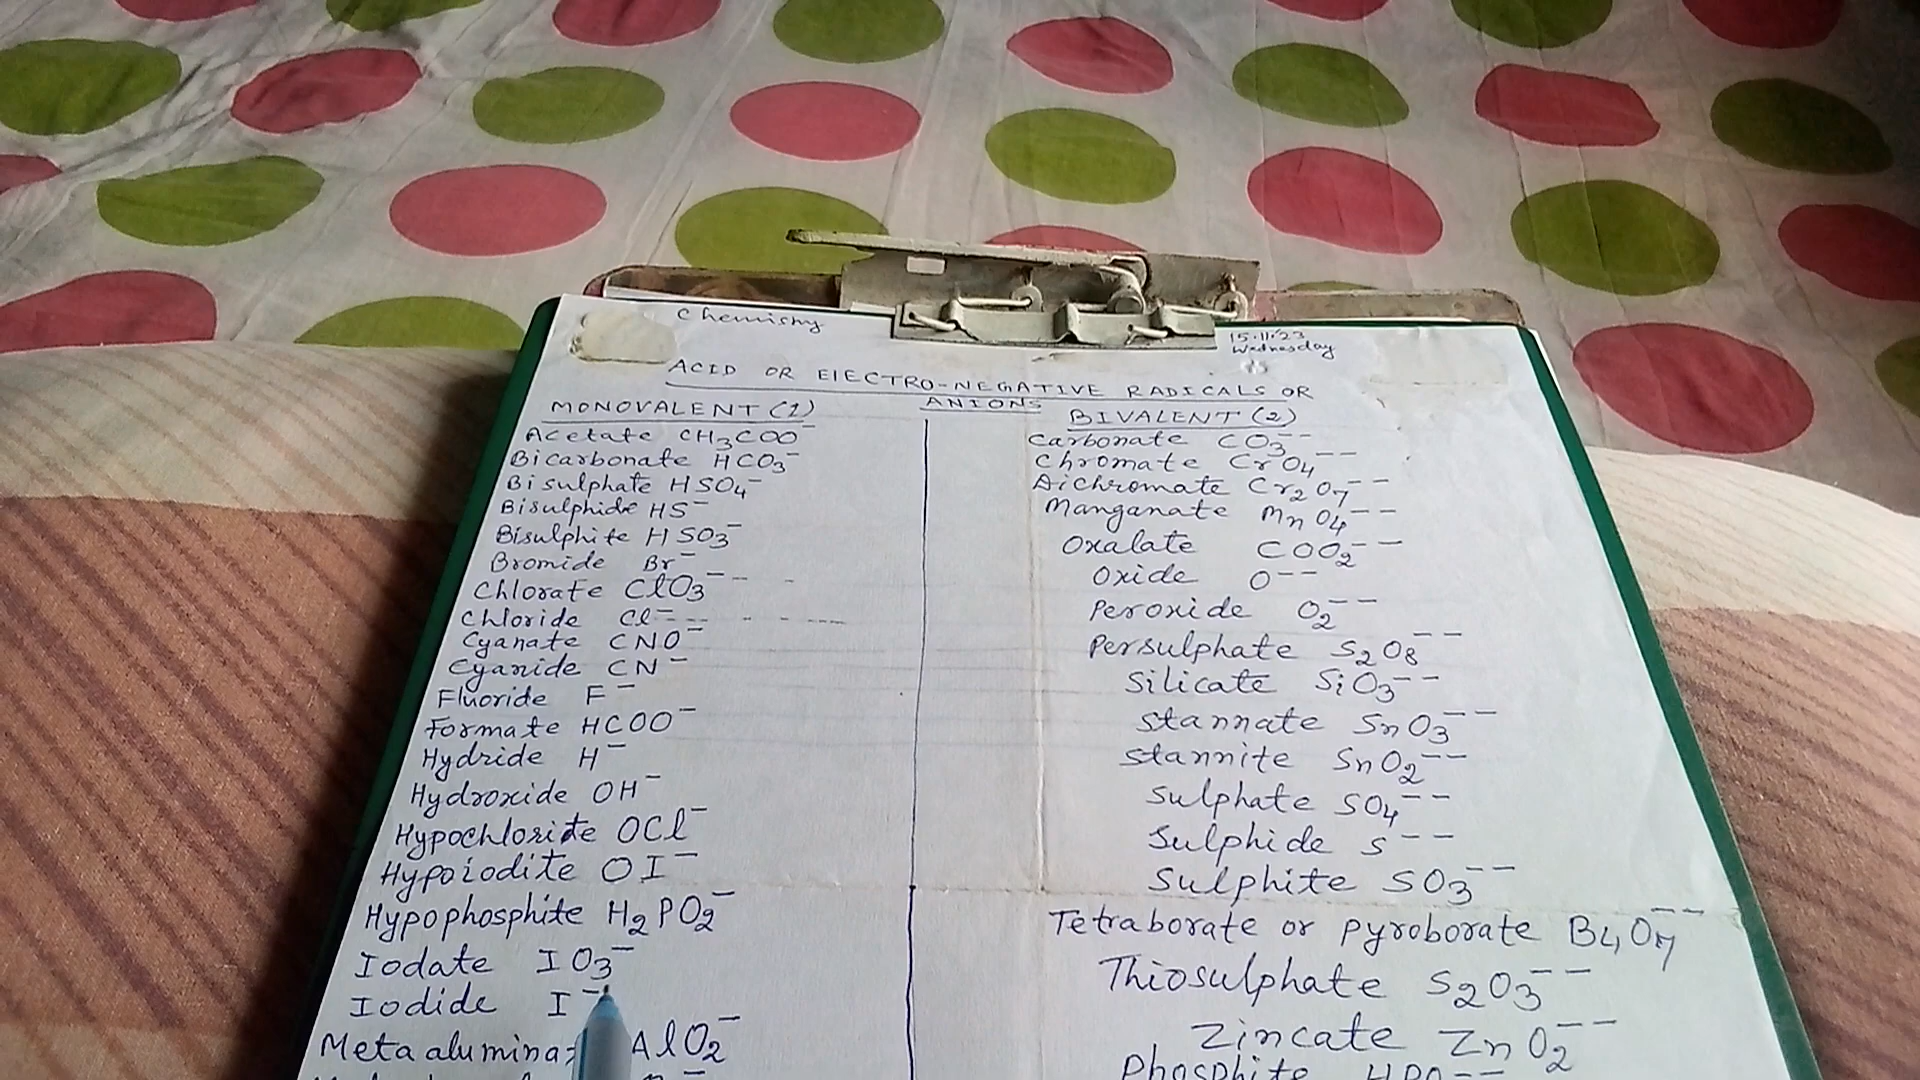 Chemistry
15.11.23
Wednesday
ACID OR ElECTRO-NEGATIVE RADICALS OR
ANIONS
MONOVALENT (1)
Acetate CH3COO-
Bicarbonate HCO3-
Bisulphate HSO4-
Bisulphide HS-
Bisulphite HSO3-
Bromide Br-
Chlorate ClO3-
Chloride Cl-
Cyanate CNO-
Cyanide CN-
Fluoride F-
Formate HCOO-
Hydride H-
Hydroxide OH-
Hypochlorite OCl-
Hypoiodite OI-
Hypophosphite H2PO2-
Iodate IO3-
Iodide I-
Meta alumina AlO2-
BIVALENT (2)
Carbonate CO3--
Chromate CrO4--
Dichromate Cr2O7--
Manganate MnO4--
Oxalate COO2--
Oxide O--
Peroxide O2--
Persulphate S2O8--
Silicate SiO3--
Stannate SnO3--
Stannite SnO2--
Sulphate SO4--
Sulphide S--
Sulphite SO3--
Tetraborate or pyroborate B4O7--
Thiosulphate S2O3--
Zincate ZnO2--
Phosphite HPO--